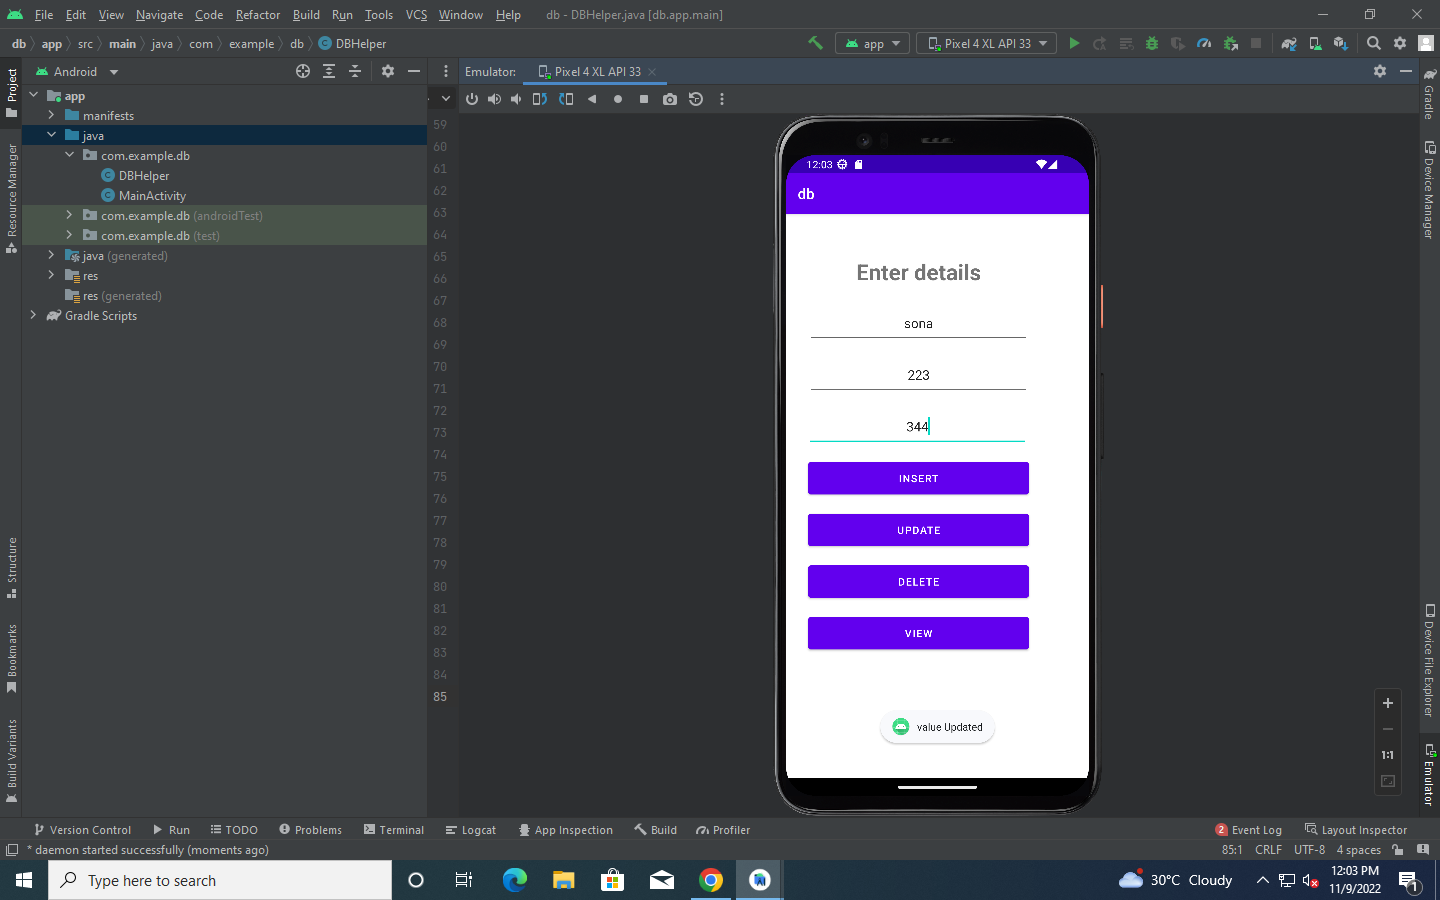 File Edit View Navigate Code Refactor Build Run Tools VCS Window Help db - DBHelper.java [db.app.main]
db app src main java com example db DBHelper app Pixel 4 XL API 33
Project
Android
Emulator: Pixel 4 XL API 33
app
manifests
java
com.example.db
DBHelper
MainActivity
com.example.db (androidTest)
com.example.db (test)
java (generated)
res
res (generated)
Gradle Scripts
Resource Manager
Structure
Bookmarks
Build Variants
59
60
61
62
63
64
65
66
67
68
69
70
71
72
73
74
75
76
77
78
79
80
81
82
83
84
85
12:03
db
Enter details
sona
223
344
INSERT
UPDATE
DELETE
VIEW
value Updated
Gradle
Device Manager
Device File Explorer
Emulator
1:1
Version Control Run TODO Problems Terminal Logcat App Inspection Build Profiler 2 Event Log Layout Inspector
* daemon started successfully (moments ago) 85:1 CRLF UTF-8 4 spaces
Type here to search
30°C Cloudy
12:03 PM
11/9/2022
1